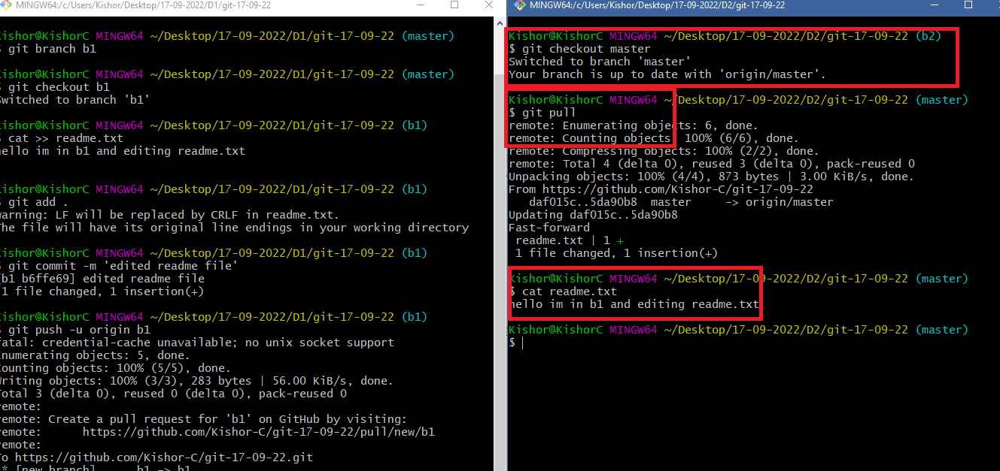 MINGW64:/c/Users/Kishor/Desktop/17-09-2022/D1/git-17-09-22
ishor@KishorC MINGW64 ~/Desktop/17-09-2022/D1/git-17-09-22 (master)
$ git branch b1
ishor@KishorC MINGW64 ~/Desktop/17-09-2022/D1/git-17-09-22 (master)
$ git checkout b1
Switched to branch 'b1'
ishor@KishorC MINGW64 ~/Desktop/17-09-2022/D1/git-17-09-22 (b1)
$ cat >> readme.txt
hello im in b1 and editing readme.txt
ishor@KishorC MINGW64 ~/Desktop/17-09-2022/D1/git-17-09-22 (b1)
$ git add .
warning: LF will be replaced by CRLF in readme.txt.
The file will have its original line endings in your working directory
ishor@KishorC MINGW64 ~/Desktop/17-09-2022/D1/git-17-09-22 (b1)
$ git commit -m 'edited readme file'
[b1 b6ffe69] edited readme file
1 file changed, 1 insertion(+)
ishor@KishorC MINGW64 ~/Desktop/17-09-2022/D1/git-17-09-22 (b1)
$ git push -u origin b1
fatal: credential-cache unavailable; no unix socket support
Enumerating objects: 5, done.
Counting objects: 100% (5/5), done.
Writing objects: 100% (3/3), 283 bytes | 56.00 KiB/s, done.
Total 3 (delta 0), reused 0 (delta 0), pack-reused 0
remote:
remote: Create a pull request for 'b1' on GitHub by visiting:
remote:      https://github.com/Kishor-C/git-17-09-22/pull/new/b1
remote:
To https://github.com/Kishor-C/git-17-09-22.git
* [new branch]      b1 -> b1
MINGW64:/c/Users/Kishor/Desktop/17-09-2022/D2/git-17-09-22
Kishor@KishorC MINGW64 ~/Desktop/17-09-2022/D2/git-17-09-22 (b2)
$ git checkout master
Switched to branch 'master'
Your branch is up to date with 'origin/master'.
Kishor@KishorC MINGW64 ~/Desktop/17-09-2022/D2/git-17-09-22 (master)
$ git pull
remote: Enumerating objects: 6, done.
remote: Counting objects: 100% (6/6), done.
remote: Compressing objects: 100% (2/2), done.
remote: Total 4 (delta 0), reused 3 (delta 0), pack-reused 0
Unpacking objects: 100% (4/4), 873 bytes | 3.00 KiB/s, done.
From https://github.com/Kishor-C/git-17-09-22
daf015c..5da90b8  master     -> origin/master
Updating daf015c..5da90b8
Fast-forward
readme.txt | 1 +
1 file changed, 1 insertion(+)
Kishor@KishorC MINGW64 ~/Desktop/17-09-2022/D2/git-17-09-22 (master)
$ cat readme.txt
hello im in b1 and editing readme.txt
Kishor@KishorC MINGW64 ~/Desktop/17-09-2022/D2/git-17-09-22 (master)
$